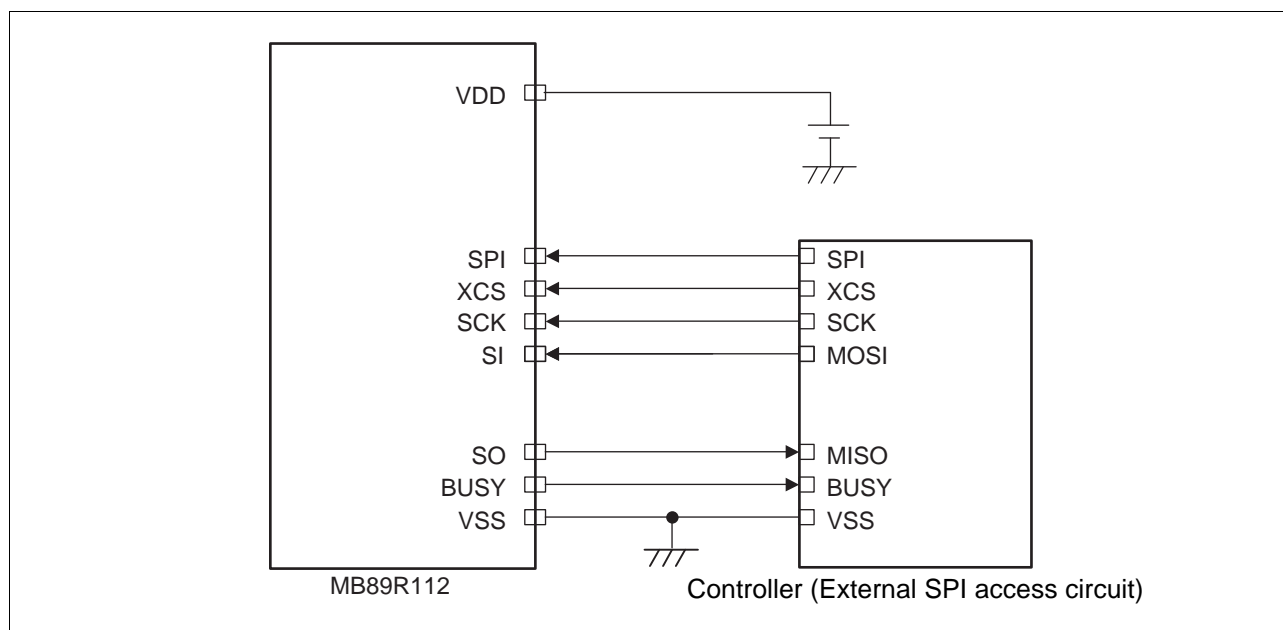 VDD
SPI SPI
XCS XCS
SCK SCK
SI MOSI
SO MISO
BUSY BUSY
VSS VSS
MB89R112
Controller (External SPI access circuit)